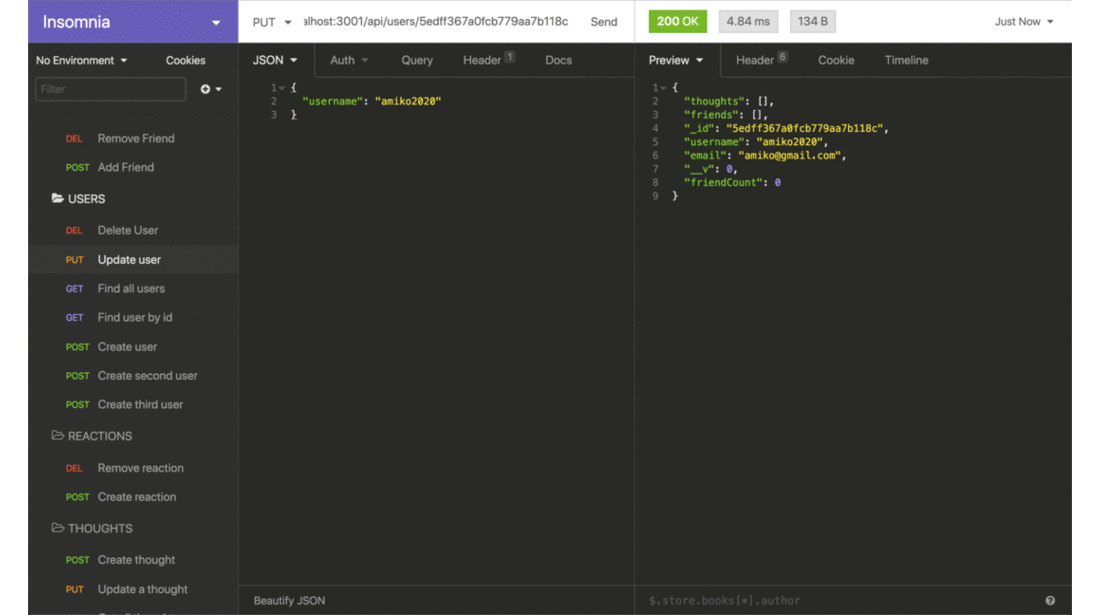 Insomnia
PUT alhost:3001/api/users/5edff367a0fcb779aa7b118c Send
200 OK 4.84 ms 134 B Just Now
No Environment Cookies
JSON Auth Query Header 1 Docs
Preview Header 6 Cookie Timeline
Filter
DEL Remove Friend
POST Add Friend
USERS
DEL Delete User
PUT Update user
GET Find all users
GET Find user by id
POST Create user
POST Create second user
POST Create third user
REACTIONS
DEL Remove reaction
POST Create reaction
THOUGHTS
POST Create thought
PUT Update a thought
1 {
2 "username": "amiko2020"
3 }
Beautify JSON
1 {
2 "thoughts": [],
3 "friends": [],
4 "_id": "5edff367a0fcb779aa7b118c",
5 "username": "amiko2020",
6 "email": "amiko@gmail.com",
7 "__v": 0,
8 "friendCount": 0
9 }
$.store.books[*].author